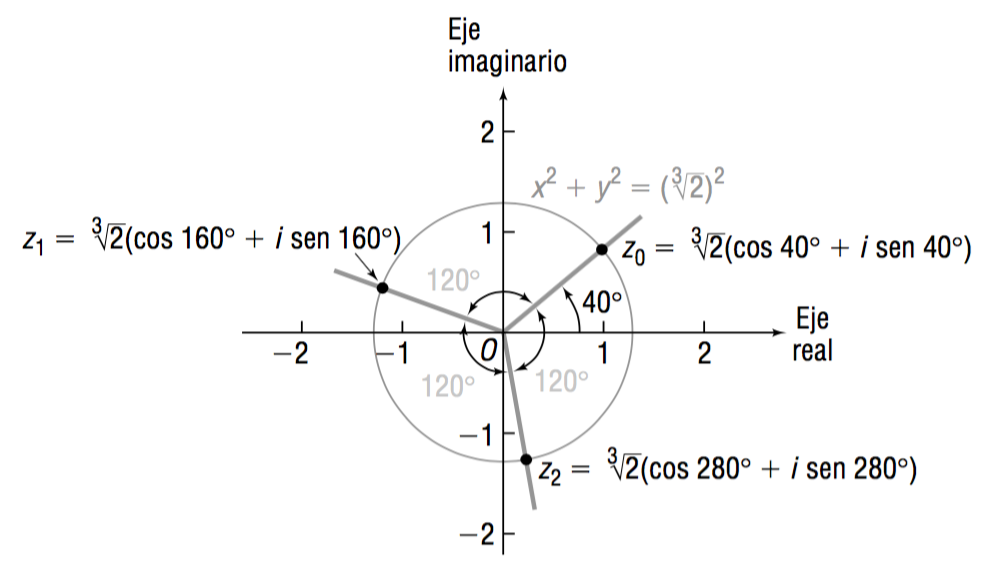 Eje
imaginario
2
x² + y² = (∛2)²
z₁ = ∛2(cos 160° + i sen 160°)
1
z₀ = ∛2(cos 40° + i sen 40°)
120°
40°
Eje
real
−2
−1
O
1
2
120°
120°
−1
z₂ = ∛2(cos 280° + i sen 280°)
−2